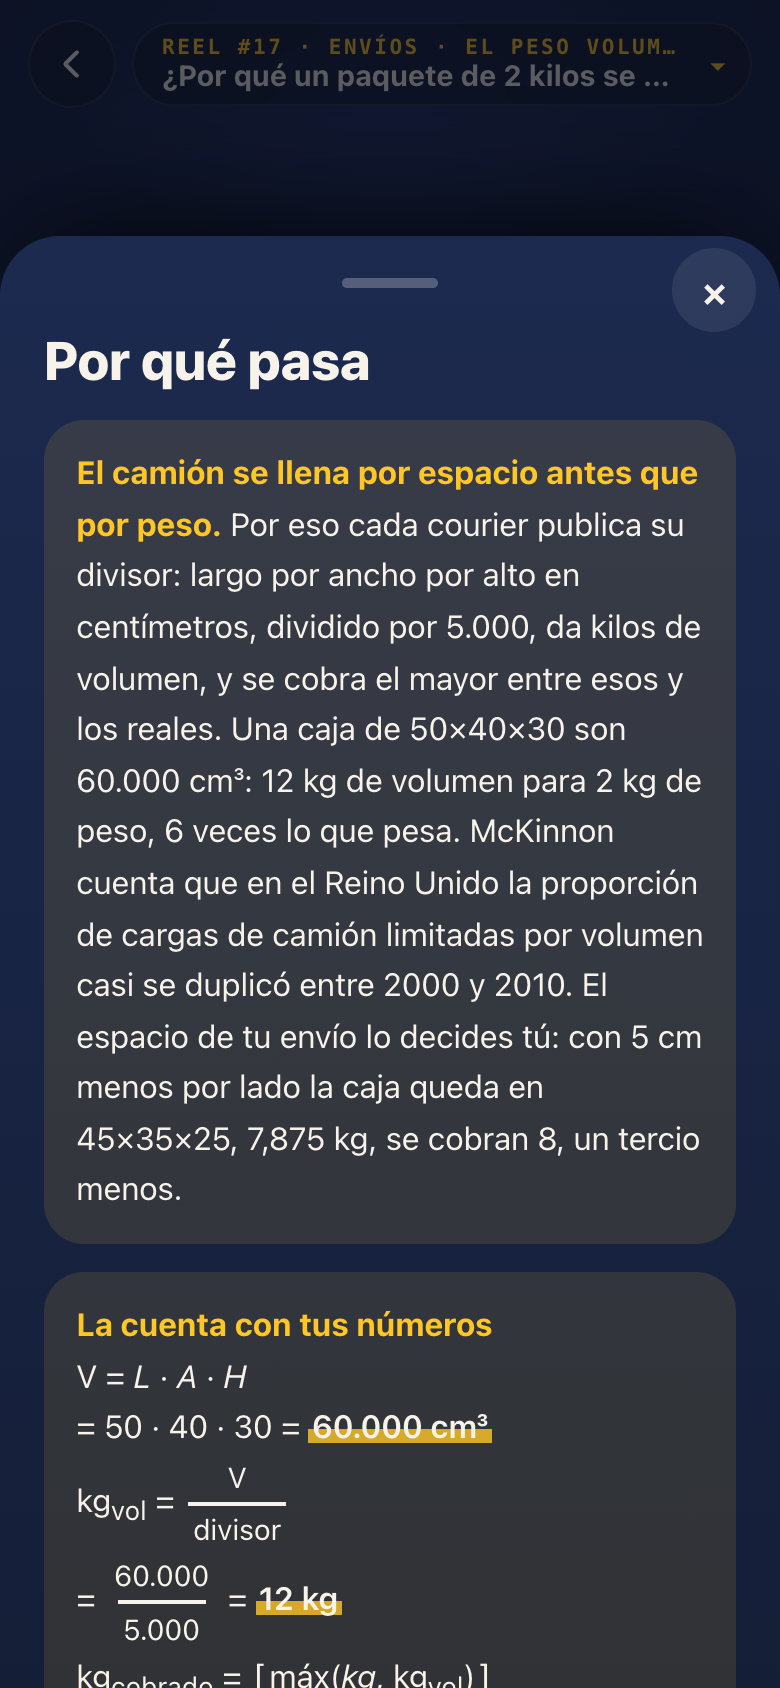 REEL #17 · ENVÍOS · EL PESO VOLUM…
¿Por qué un paquete de 2 kilos se ...
Por qué pasa
El camión se llena por espacio antes que
por peso. Por eso cada courier publica su
divisor: largo por ancho por alto en
centímetros, dividido por 5.000, da kilos de
volumen, y se cobra el mayor entre esos y
los reales. Una caja de 50×40×30 son
60.000 cm³: 12 kg de volumen para 2 kg de
peso, 6 veces lo que pesa. McKinnon
cuenta que en el Reino Unido la proporción
de cargas de camión limitadas por volumen
casi se duplicó entre 2000 y 2010. El
espacio de tu envío lo decides tú: con 5 cm
menos por lado la caja queda en
45×35×25, 7,875 kg, se cobran 8, un tercio
menos.
La cuenta con tus números
V = L · A · H
= 50 · 40 · 30 = 60.000 cm³
kgvol = V / divisor
= 60.000 / 5.000 = 12 kg
kgcobrado = ⌈máx(kg, kgvol)⌉